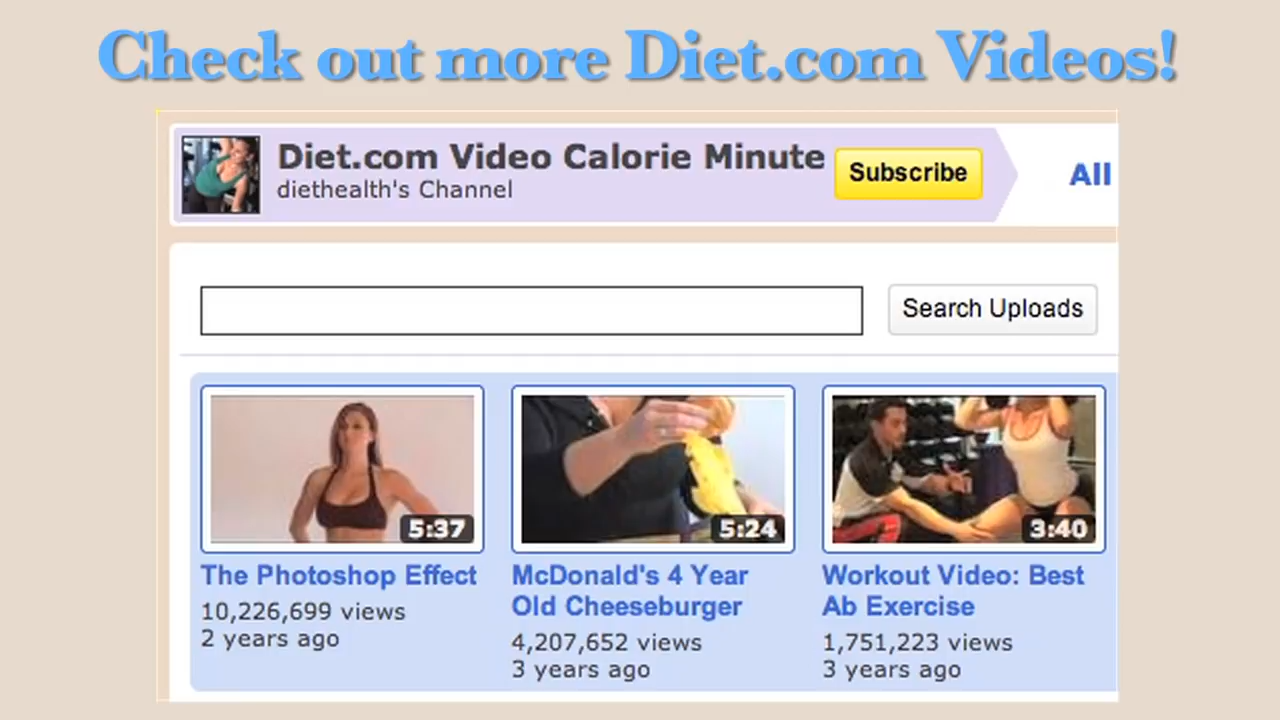 Check out more Diet.com Videos!
Diet.com Video Calorie Minute
diethealth's Channel
Subscribe
All
Search Uploads
5:37
5:24
3:40
The Photoshop Effect
10,226,699 views
2 years ago
McDonald's 4 Year
Old Cheeseburger
4,207,652 views
3 years ago
Workout Video: Best
Ab Exercise
1,751,223 views
3 years ago